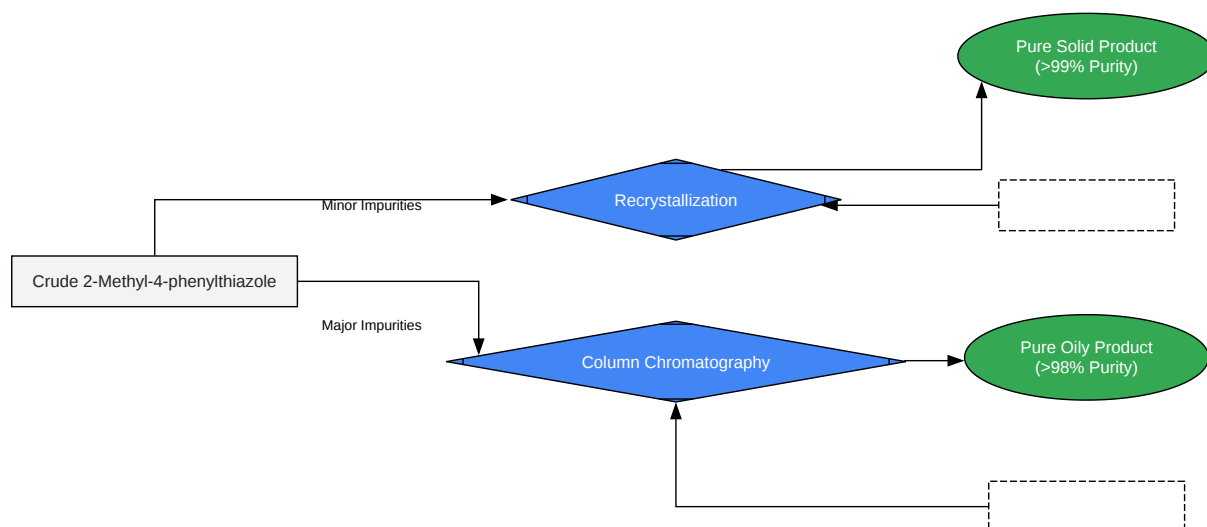 Pure Solid Product
(>99% Purity)
Recrystallization
Minor Impurities
Crude 2-Methyl-4-phenylthiazole
Major Impurities
Column Chromatography
Pure Oily Product
(>98% Purity)